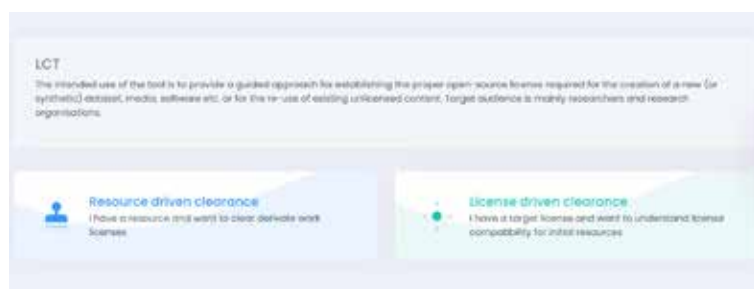 LCT
The intended use of the tool is to provide a guided approach for establishing the proper open-source license required for the creation of a new (or
synthetic) dataset, media, software etc. or for the re-use of existing unlicensed content. Target audience is mainly researchers and research
organisations.
Resource driven clearance
I have a resource and want to clear derivate work
licenses
License driven clearance
I have a target license and want to understand license
compatibility for initial resources